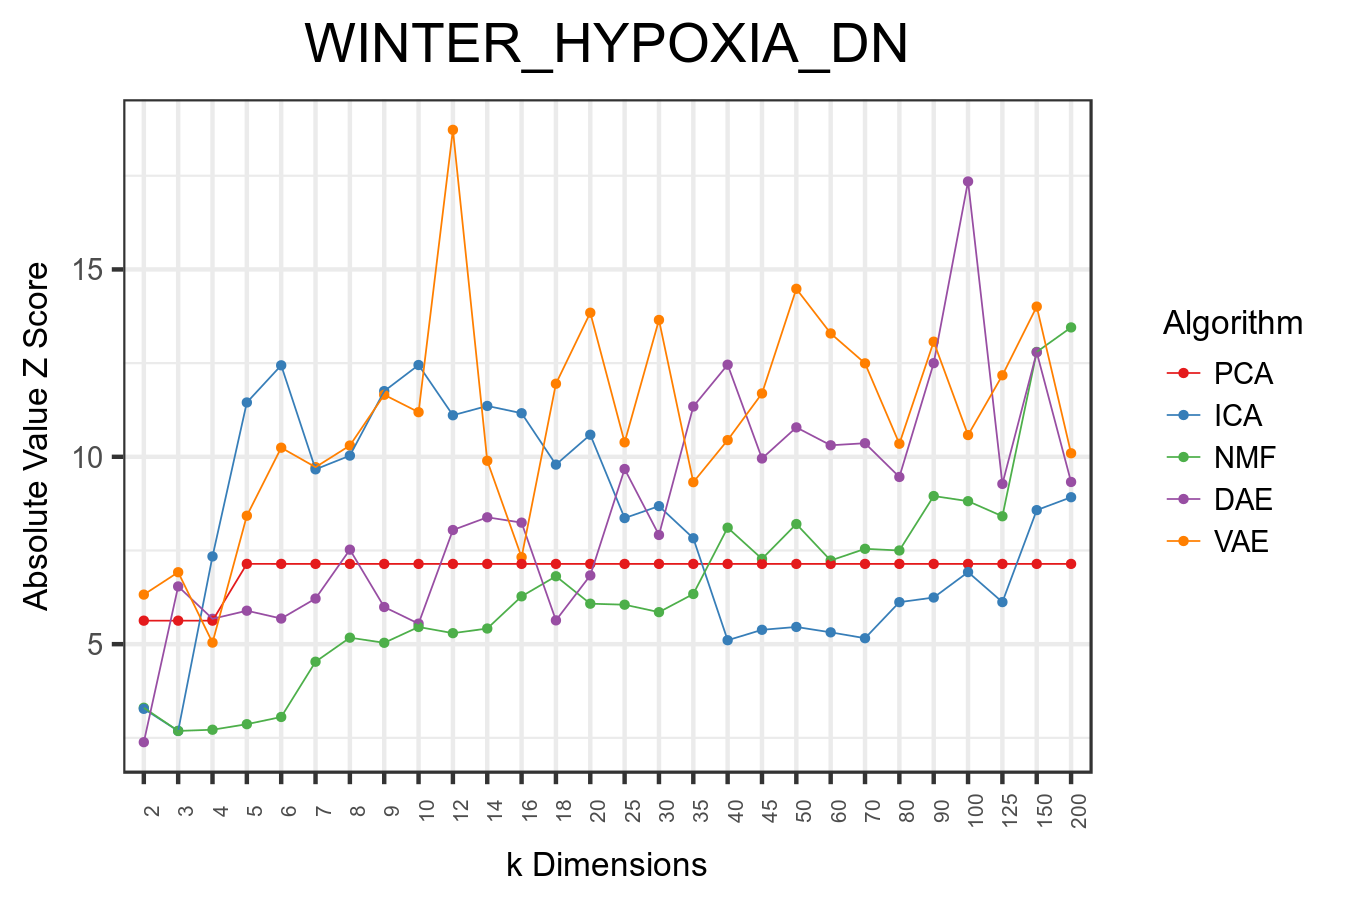 WINTER_HYPOXIA_DN
Absolute Value Z Score
15
10
5
2 3 4 5 6 7 8 9 10 12 14 16 18 20 25 30 35 40 45 50 60 70 80 90 100 125 150 200
k Dimensions
Algorithm
PCA
ICA
NMF
DAE
VAE